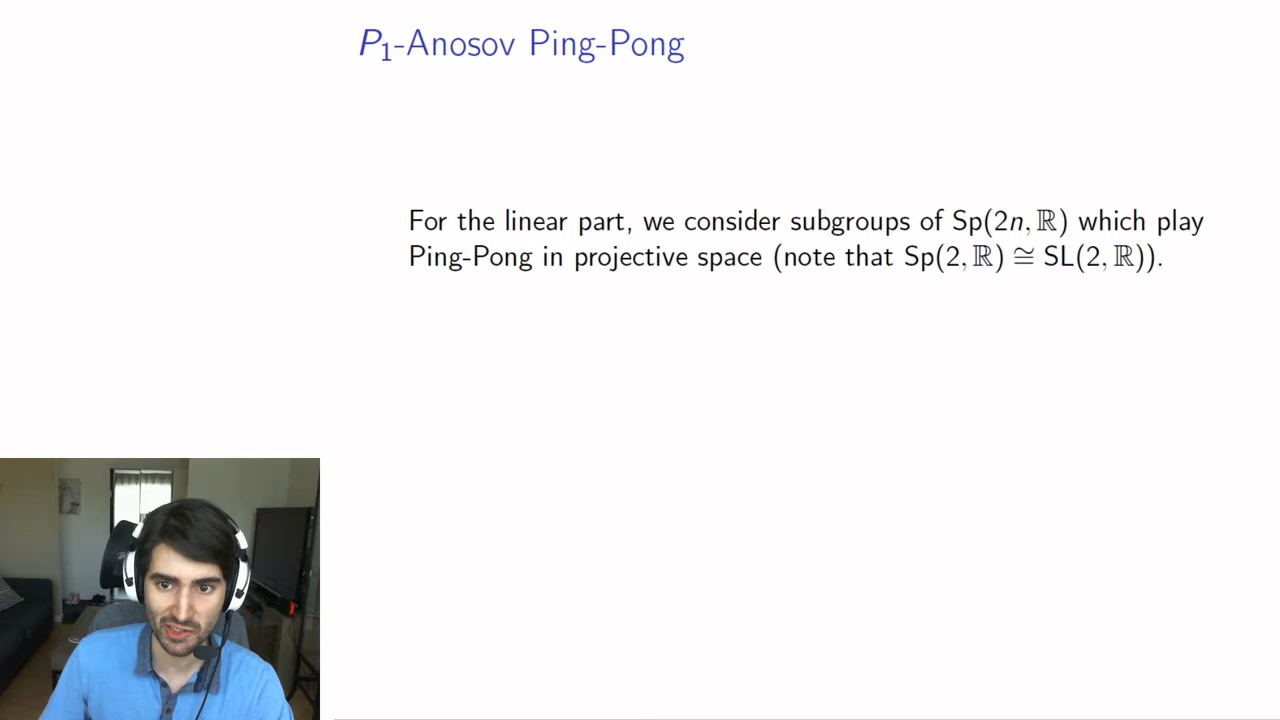 P₁-Anosov Ping-Pong
For the linear part, we consider subgroups of Sp(2n, ℝ) which play
Ping-Pong in projective space (note that Sp(2, ℝ) ≅ SL(2, ℝ)).